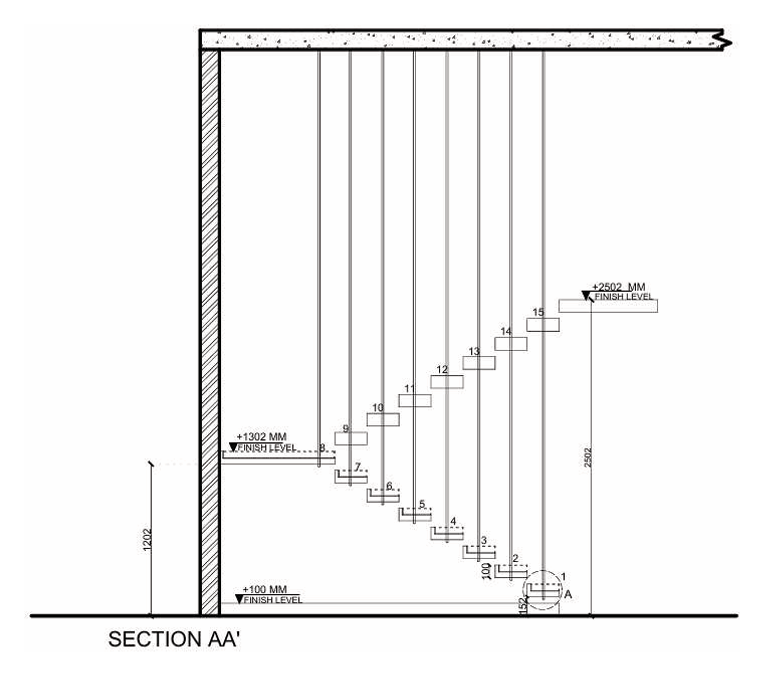 +2502 MM
FINISH LEVEL
15
14
13
12
11
10
9
+1302 MM
FINISH LEVEL
8
7
6
5
4
3
2
1
A
100
152
2502
1202
+100 MM
FINISH LEVEL
SECTION AA'